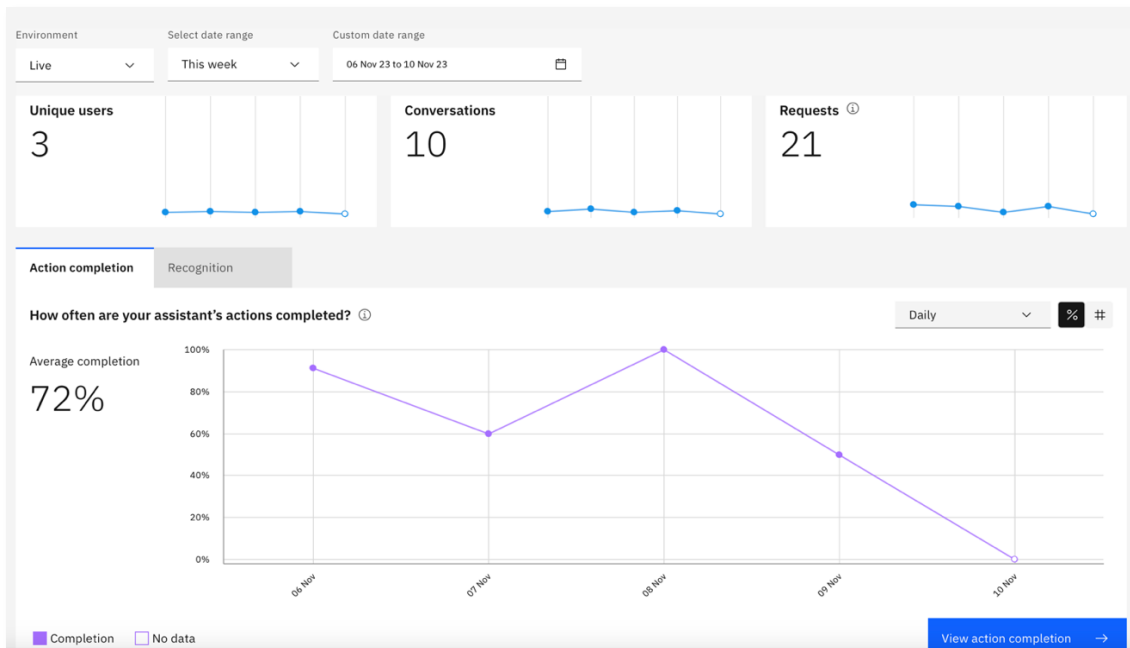 Environment
Select date range
Custom date range
Live
This week
06 Nov 23 to 10 Nov 23
Unique users
3
Conversations
10
Requests
21
Action completion
Recognition
How often are your assistant's actions completed?
Daily
%
#
Average completion
72%
100%
80%
60%
40%
20%
0%
06 Nov
07 Nov
08 Nov
09 Nov
10 Nov
Completion
No data
View action completion